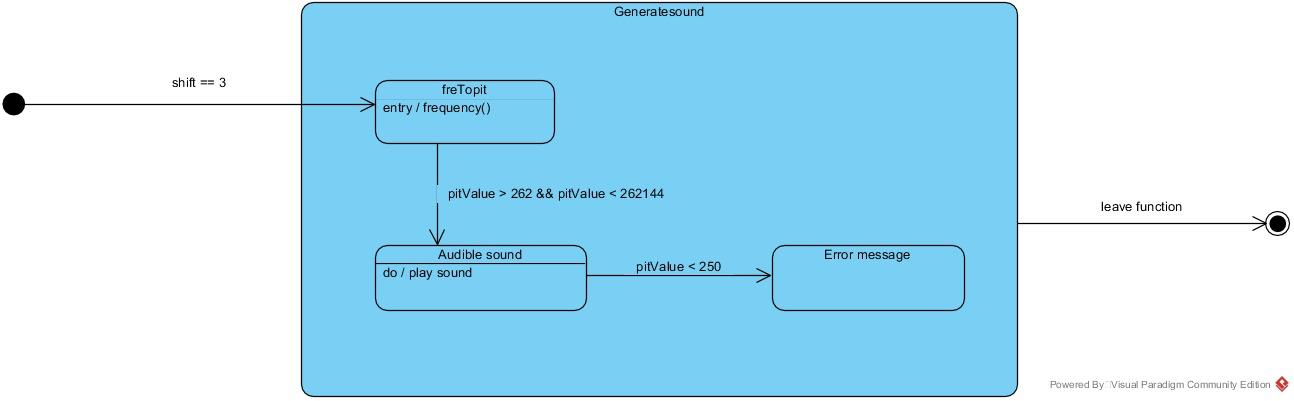 Generatesound
shift == 3
freTopit
entry / frequency()
pitValue > 262 && pitValue < 262144
leave function
Audible sound
do / play sound
pitValue < 250
Error message
Powered By Visual Paradigm Community Edition